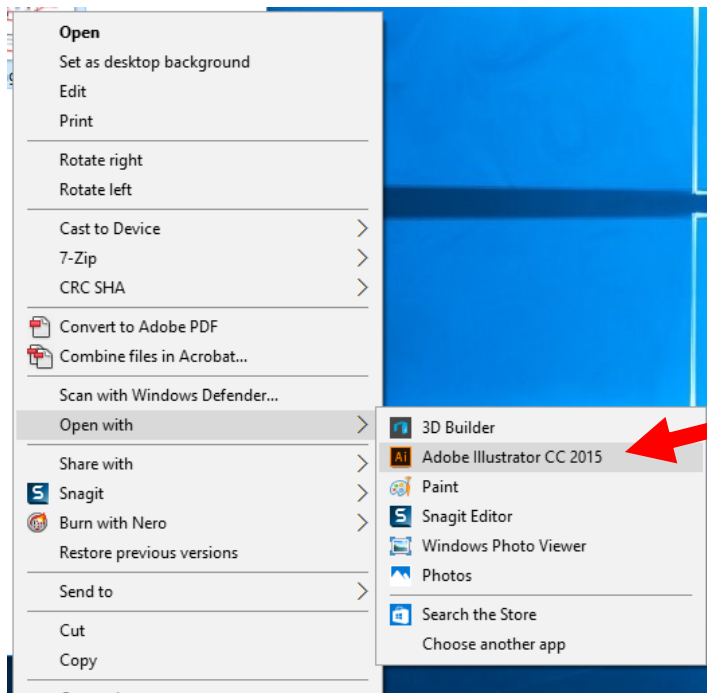 Open
Set as desktop background
Edit
Print
Rotate right
Rotate left
Cast to Device
7-Zip
CRC SHA
Convert to Adobe PDF
Combine files in Acrobat...
Scan with Windows Defender...
Open with
Share with
Snagit
Burn with Nero
Restore previous versions
Send to
Cut
Copy
3D Builder
Ai Adobe Illustrator CC 2015
Paint
Snagit Editor
Windows Photo Viewer
Photos
Search the Store
Choose another app